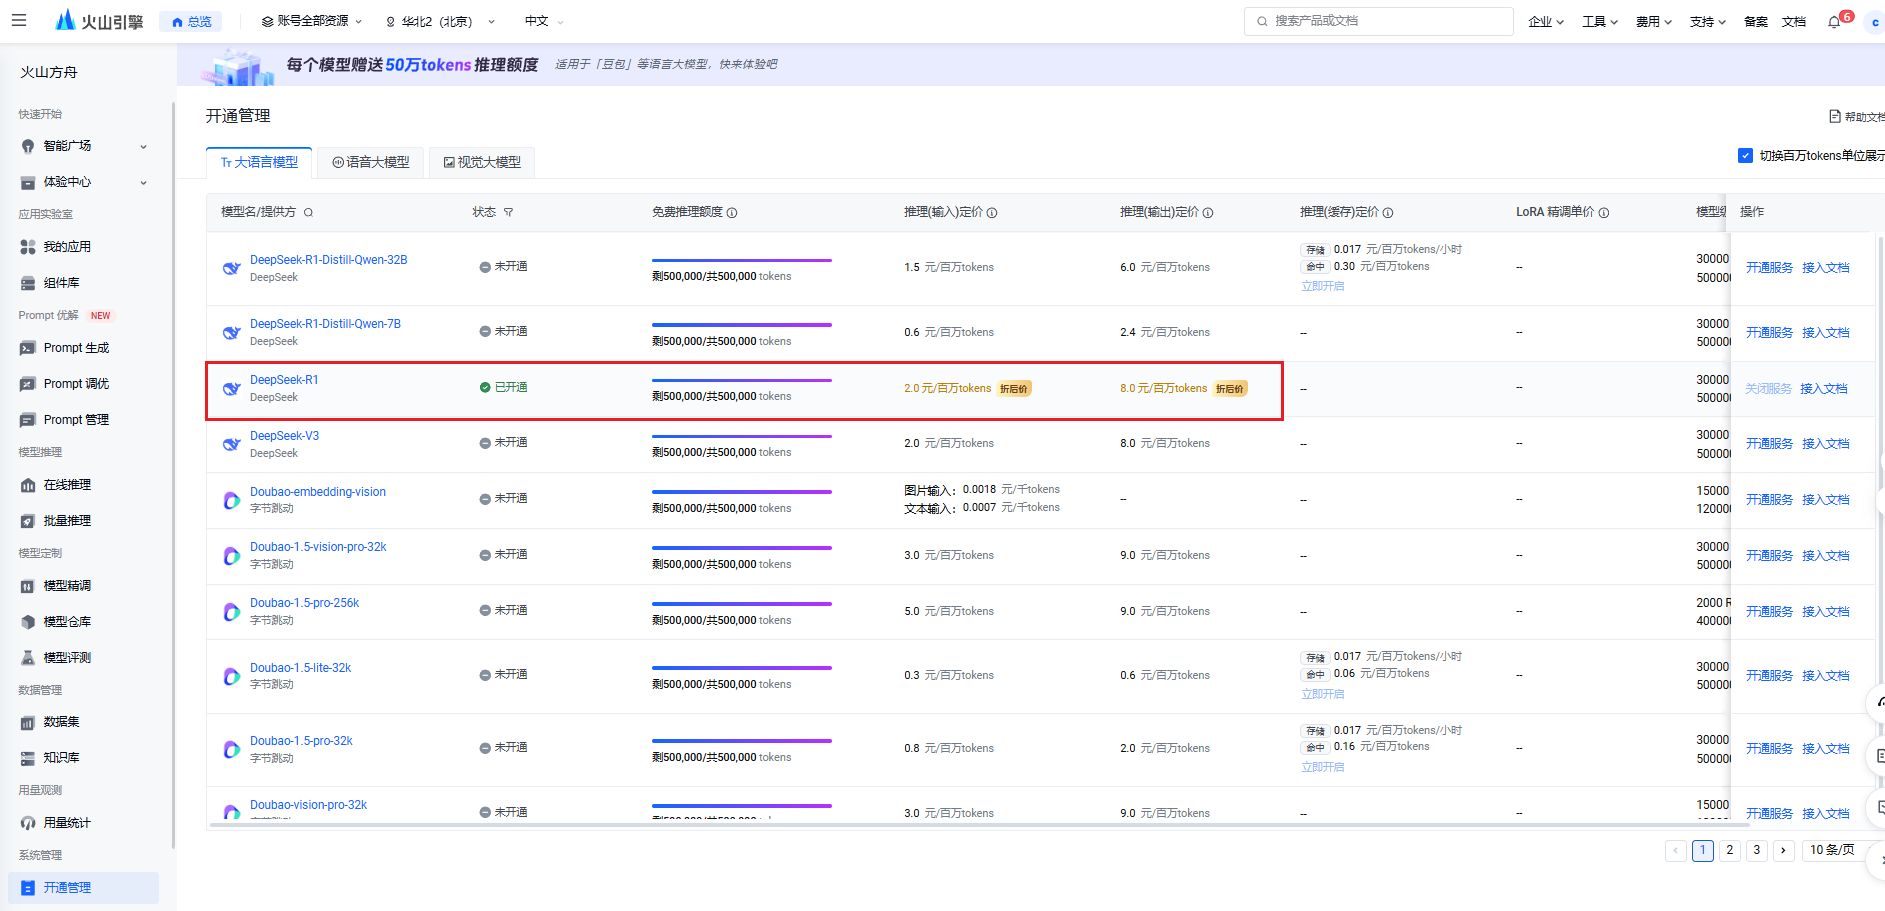 火山引擎
总览
账号全部资源
华北2（北京）
中文
搜索产品或文档
企业
工具
费用
支持
备案
文档
6
c
火山方舟
快速开始
智能广场
体验中心
应用实验室
我的应用
组件库
Prompt 优解 NEW
Prompt 生成
Prompt 调优
Prompt 管理
模型推理
在线推理
批量推理
模型定制
模型精调
模型仓库
模型评测
数据管理
数据集
知识库
用量观测
用量统计
系统管理
开通管理
每个模型赠送50万tokens推理额度 适用于「豆包」等语言大模型，快来体验吧
开通管理
帮助文档
大语言模型
语音大模型
视觉大模型
切换百万tokens单位展示
模型名/提供方 状态 免费推理额度 推理(输入)定价 推理(输出)定价 推理(缓存)定价 LoRA 精调单价 操作
DeepSeek-R1-Distill-Qwen-32B
DeepSeek
未开通
剩500,000/共500,000 tokens
1.5 元/百万tokens
6.0 元/百万tokens
存储 0.017 元/百万tokens/小时
命中 0.30 元/百万tokens
立即开启
--
30000
50000
开通服务 接入文档
DeepSeek-R1-Distill-Qwen-7B
DeepSeek
未开通
剩500,000/共500,000 tokens
0.6 元/百万tokens
2.4 元/百万tokens
--
--
30000
50000
开通服务 接入文档
DeepSeek-R1
DeepSeek
已开通
剩500,000/共500,000 tokens
2.0 元/百万tokens 折后价
8.0 元/百万tokens 折后价
--
--
30000
50000
关闭服务 接入文档
DeepSeek-V3
DeepSeek
未开通
剩500,000/共500,000 tokens
2.0 元/百万tokens
8.0 元/百万tokens
--
--
30000
50000
开通服务 接入文档
Doubao-embedding-vision
字节跳动
未开通
剩500,000/共500,000 tokens
图片输入： 0.0018 元/千tokens
文本输入： 0.0007 元/千tokens
--
--
--
15000
12000
开通服务 接入文档
Doubao-1.5-vision-pro-32k
字节跳动
未开通
剩500,000/共500,000 tokens
3.0 元/百万tokens
9.0 元/百万tokens
--
--
30000
50000
开通服务 接入文档
Doubao-1.5-pro-256k
字节跳动
未开通
剩500,000/共500,000 tokens
5.0 元/百万tokens
9.0 元/百万tokens
--
--
2000 R
40000
开通服务 接入文档
Doubao-1.5-lite-32k
字节跳动
未开通
剩500,000/共500,000 tokens
0.3 元/百万tokens
0.6 元/百万tokens
存储 0.017 元/百万tokens/小时
命中 0.06 元/百万tokens
立即开启
--
30000
50000
开通服务 接入文档
Doubao-1.5-pro-32k
字节跳动
未开通
剩500,000/共500,000 tokens
0.8 元/百万tokens
2.0 元/百万tokens
存储 0.017 元/百万tokens/小时
命中 0.16 元/百万tokens
立即开启
--
30000
50000
开通服务 接入文档
Doubao-vision-pro-32k
未开通
3.0 元/百万tokens
9.0 元/百万tokens
--
--
15000
开通服务 接入文档
1 2 3 10 条/页